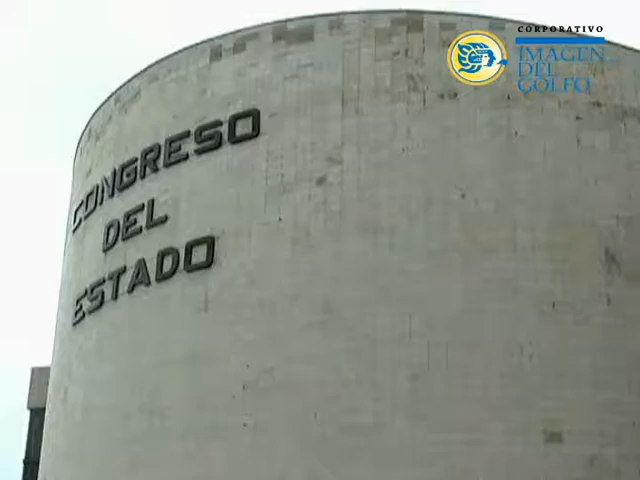 CORPORATIVO
IMAGEN
DEL
GOLFO
CONGRESO
DEL
ESTADO